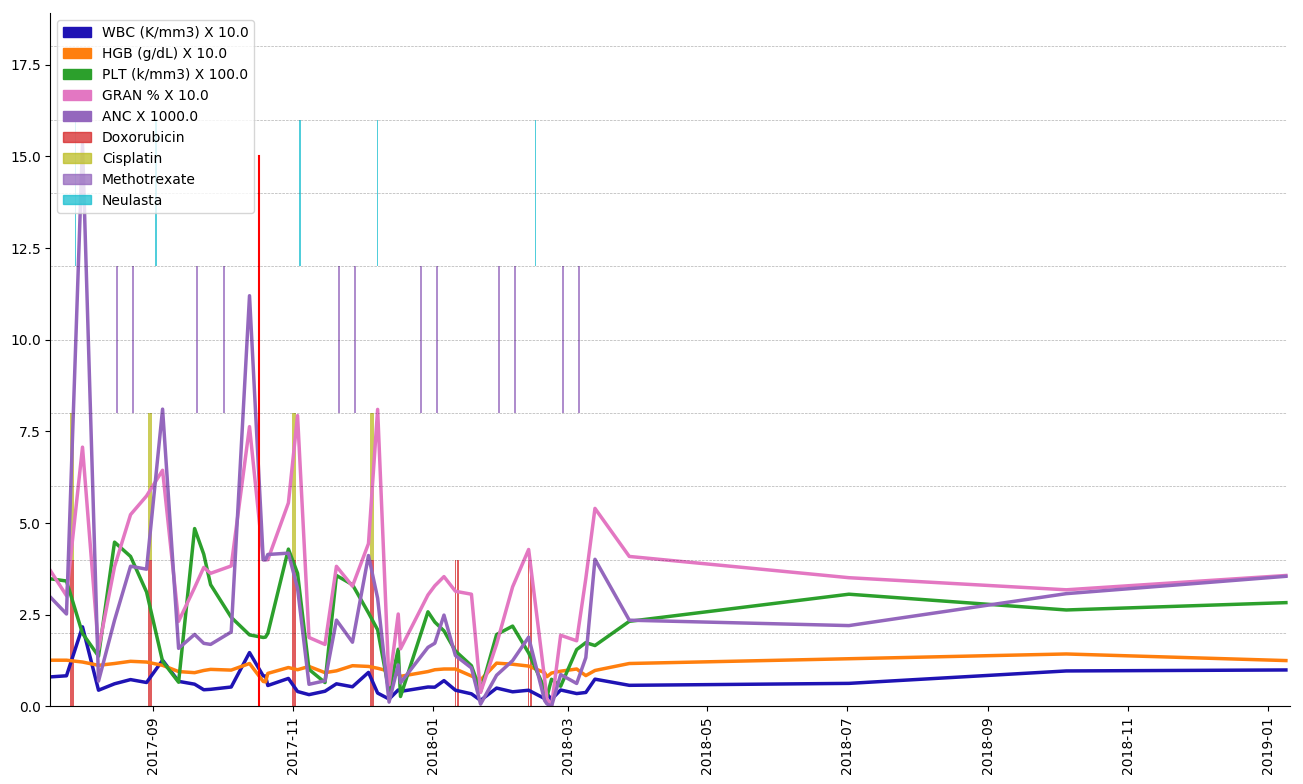 WBC (K/mm3) X 10.0
HGB (g/dL) X 10.0
PLT (k/mm3) X 100.0
GRAN % X 10.0
ANC X 1000.0
Doxorubicin
Cisplatin
Methotrexate
Neulasta
17.5
15.0
12.5
10.0
7.5
5.0
2.5
0.0
2017-09
2017-11
2018-01
2018-03
2018-05
2018-07
2018-09
2018-11
2019-01